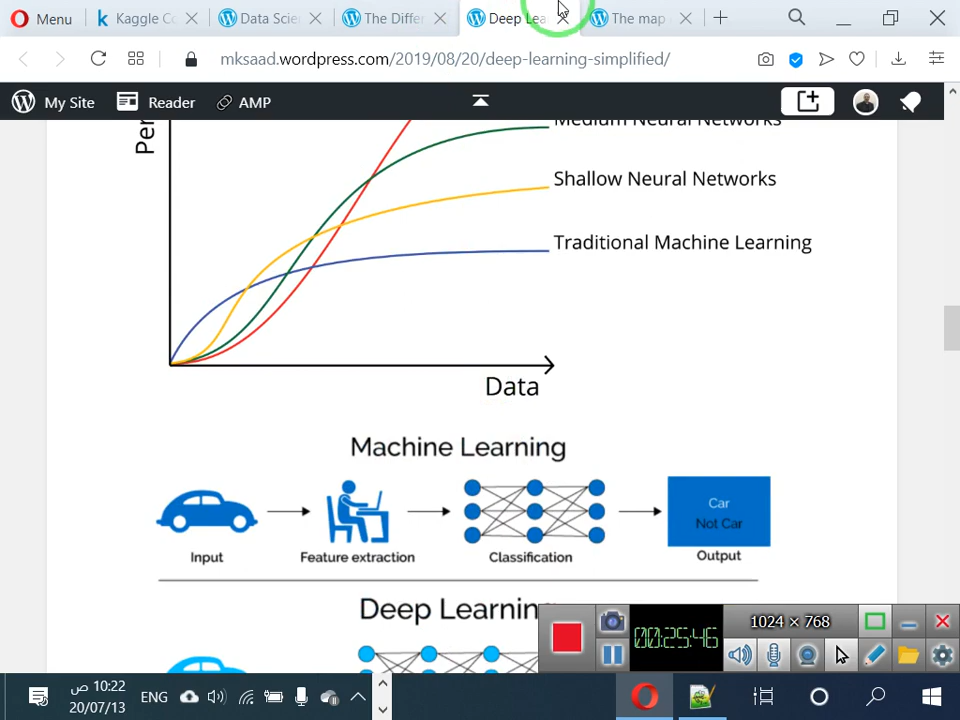 Menu
Kaggle Co
Data Scien
The Differ
Deep Lea
The map
mksaad.wordpress.com/2019/08/20/deep-learning-simplified/
My Site
Reader
AMP
Medium Neural Networks
Per
Shallow Neural Networks
Traditional Machine Learning
Data
Machine Learning
Car
Not Car
Input
Feature extraction
Classification
Output
Deep Learning
1024 × 768
00:25:46
10:22 ص
ENG
20/07/13